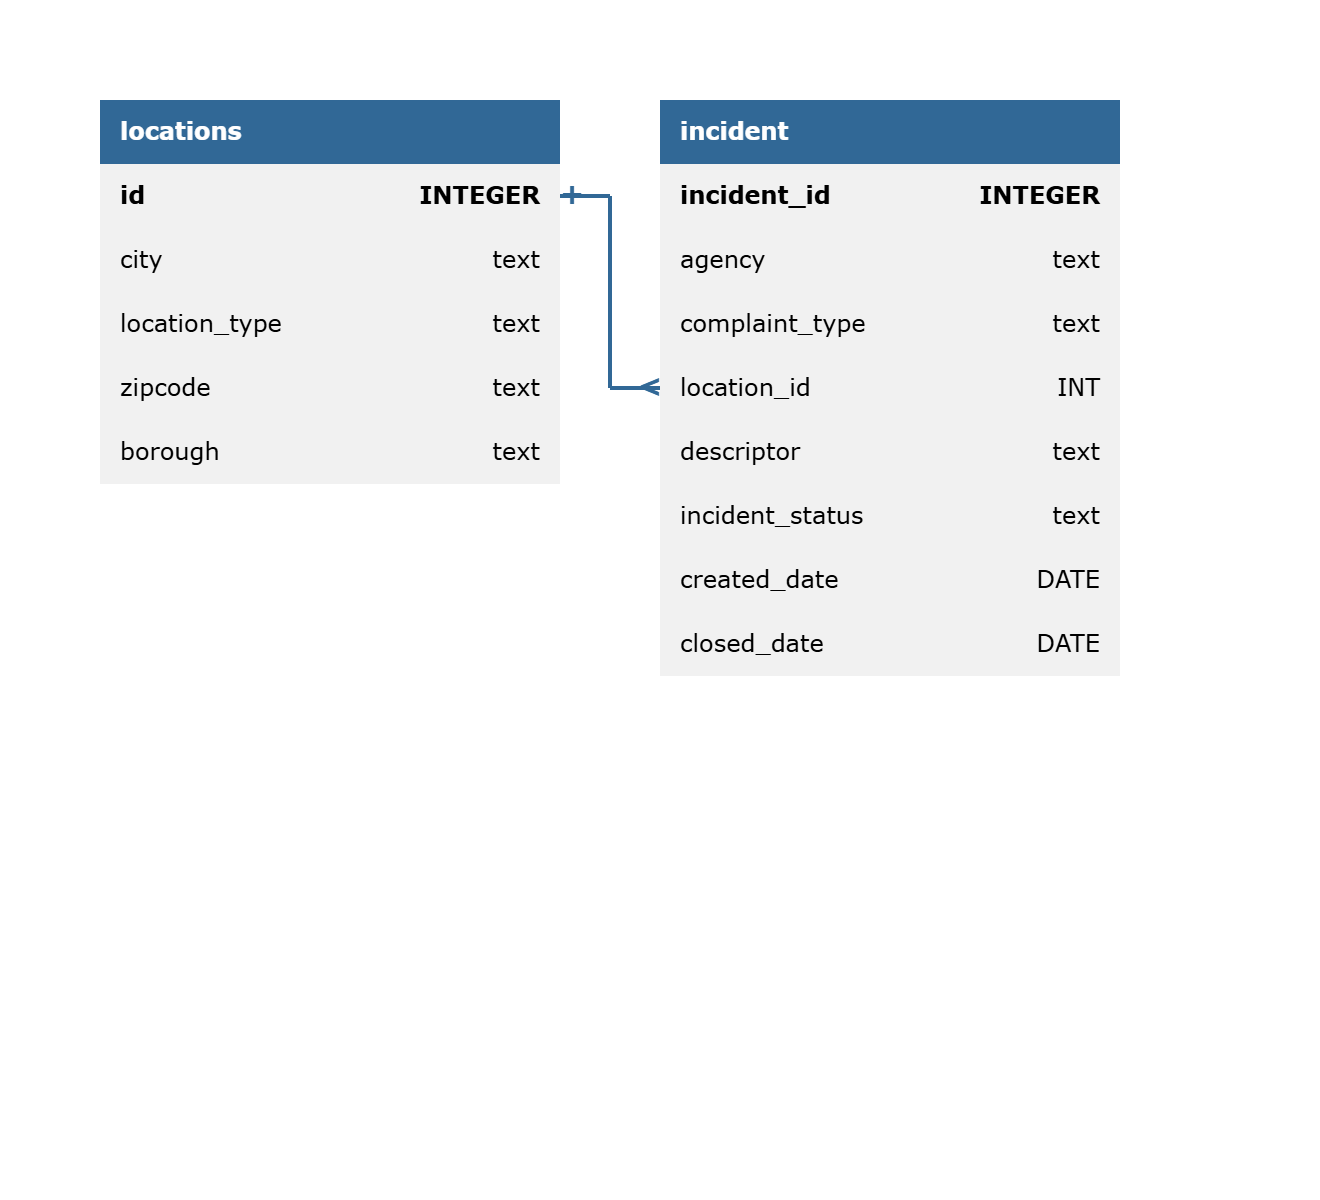 locations
id INTEGER
city text
location_type text
zipcode text
borough text
incident
incident_id INTEGER
agency text
complaint_type text
location_id INT
descriptor text
incident_status text
created_date DATE
closed_date DATE